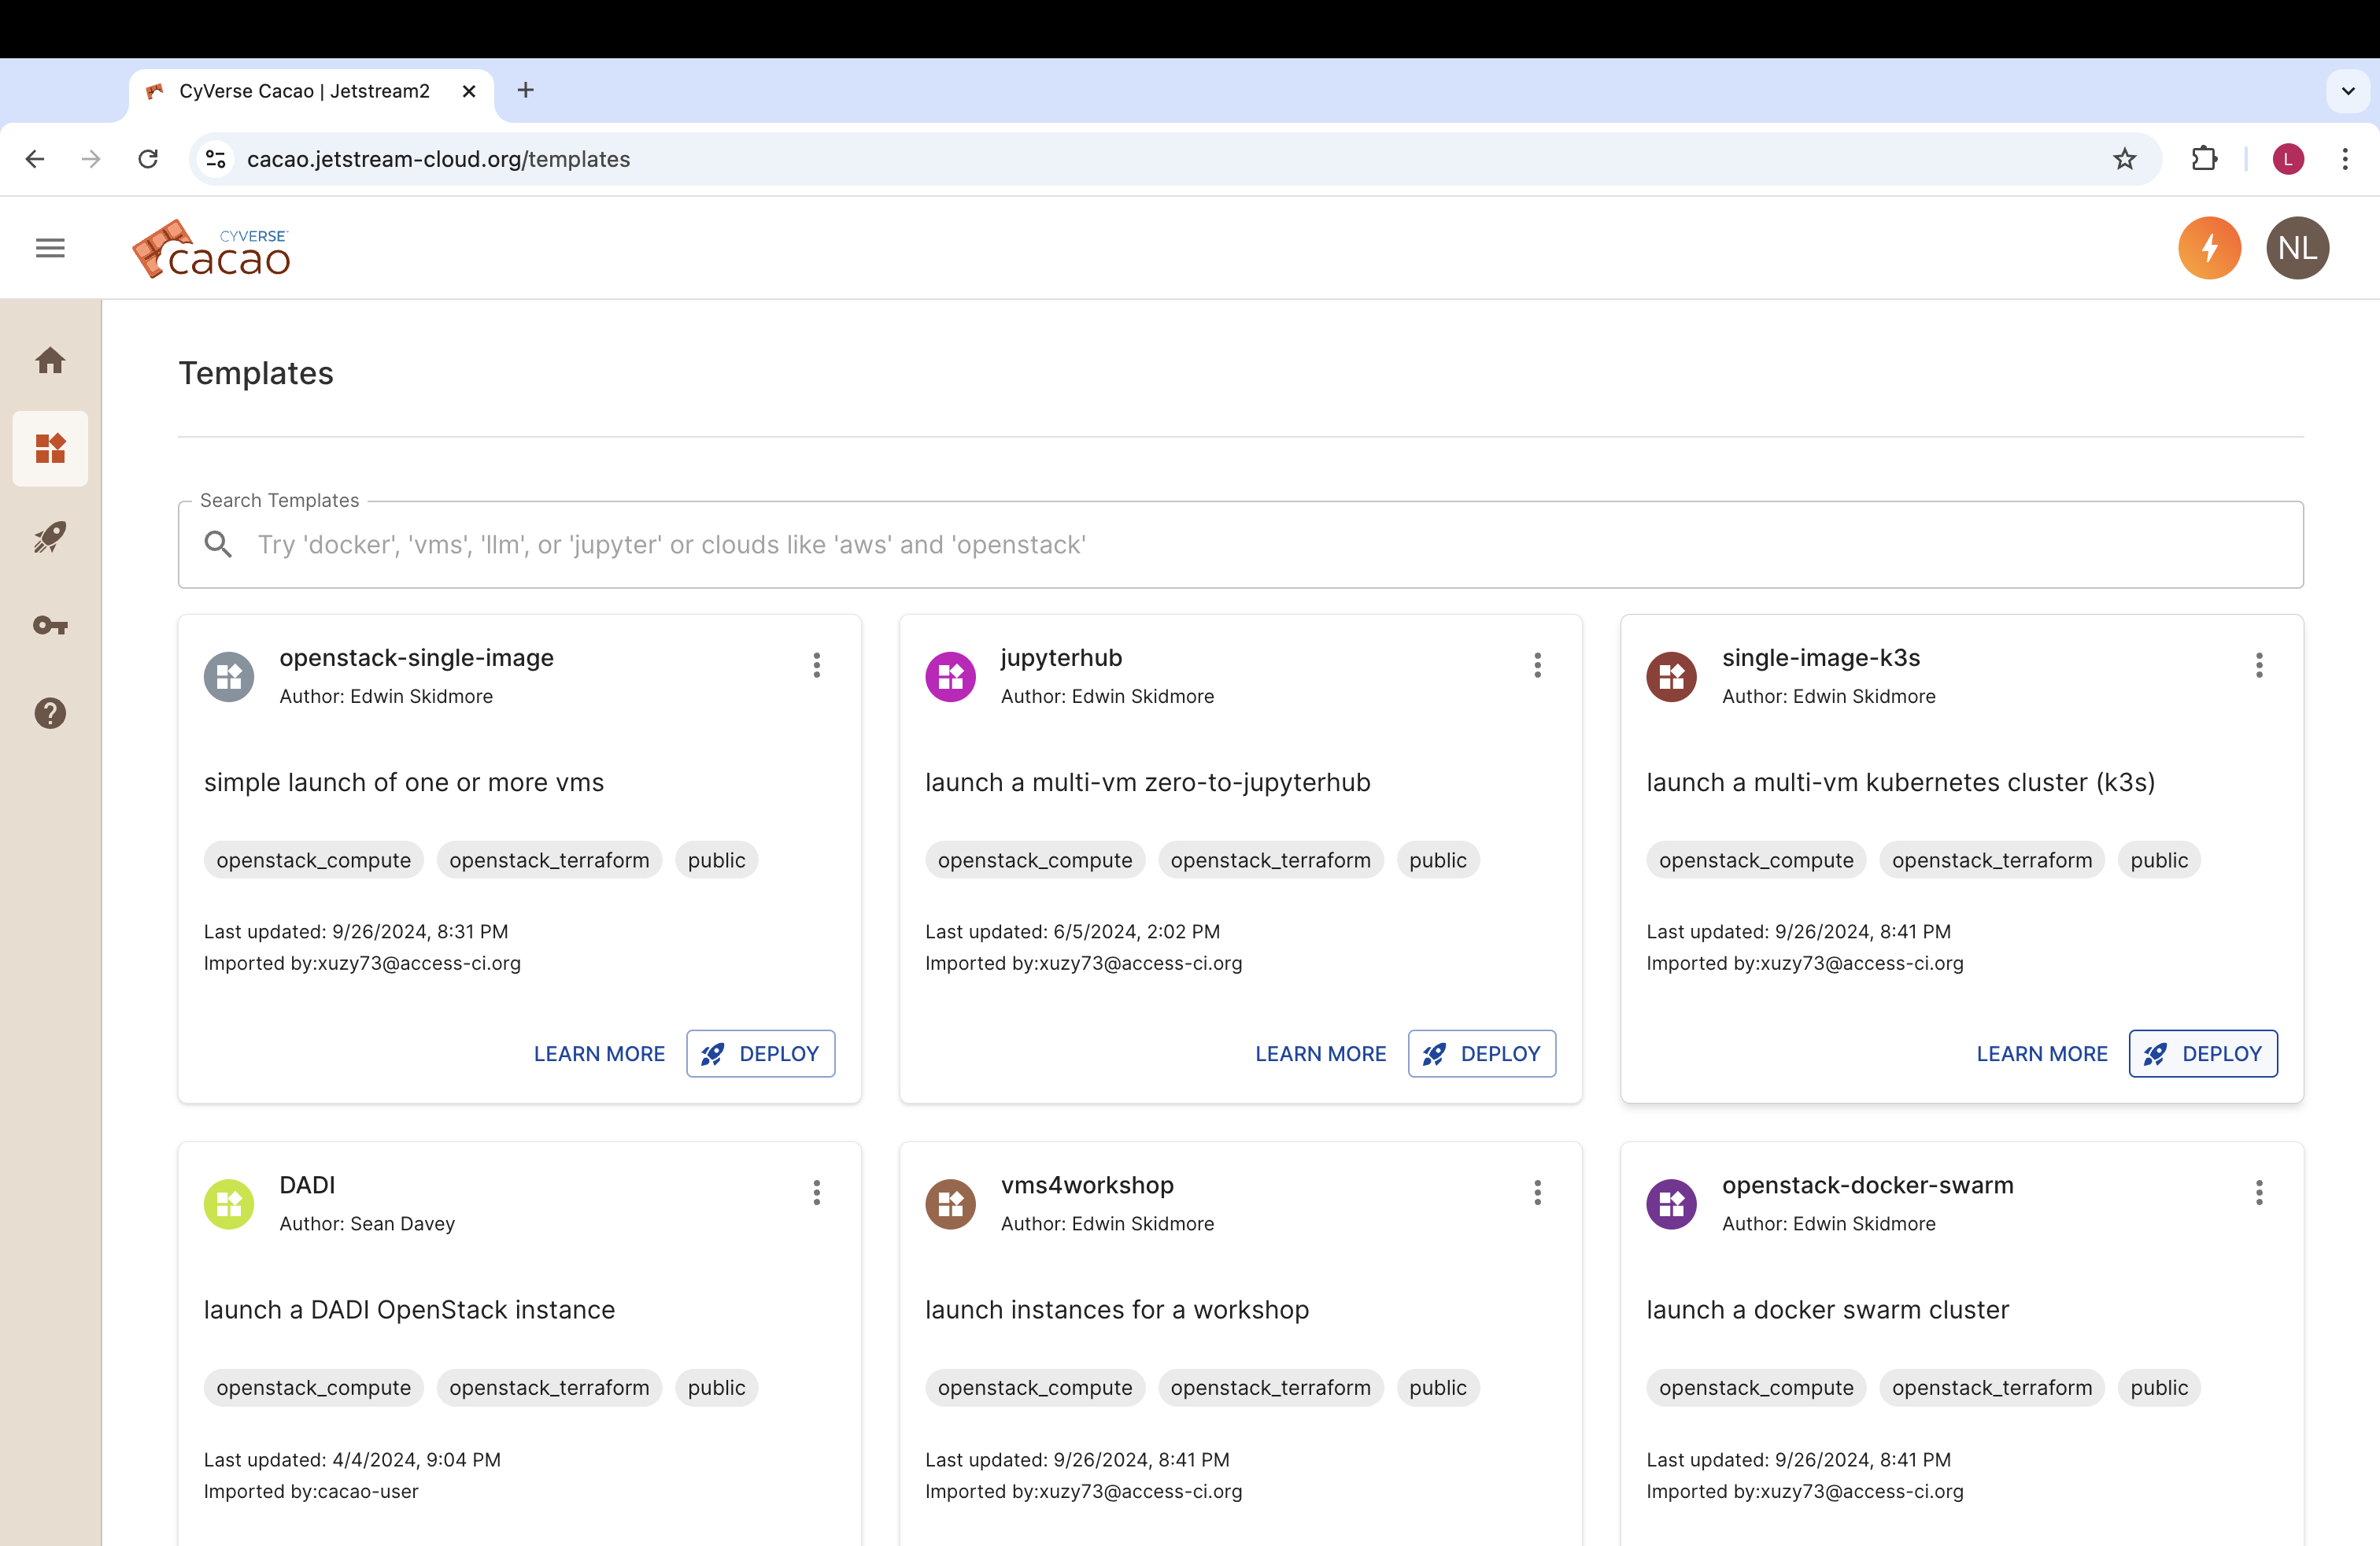 CyVerse Cacao | Jetstream2
cacao.jetstream-cloud.org/templates
L
CYVERSE
cacao
NL
Templates
Search Templates
Try 'docker', 'vms', 'llm', or 'jupyter' or clouds like 'aws' and 'openstack'
openstack-single-image
Author: Edwin Skidmore
simple launch of one or more vms
openstack_compute openstack_terraform public
Last updated: 9/26/2024, 8:31 PM
Imported by:xuzy73@access-ci.org
LEARN MORE DEPLOY
jupyterhub
Author: Edwin Skidmore
launch a multi-vm zero-to-jupyterhub
openstack_compute openstack_terraform public
Last updated: 6/5/2024, 2:02 PM
Imported by:xuzy73@access-ci.org
LEARN MORE DEPLOY
single-image-k3s
Author: Edwin Skidmore
launch a multi-vm kubernetes cluster (k3s)
openstack_compute openstack_terraform public
Last updated: 9/26/2024, 8:41 PM
Imported by:xuzy73@access-ci.org
LEARN MORE DEPLOY
DADI
Author: Sean Davey
launch a DADI OpenStack instance
openstack_compute openstack_terraform public
Last updated: 4/4/2024, 9:04 PM
Imported by:cacao-user
vms4workshop
Author: Edwin Skidmore
launch instances for a workshop
openstack_compute openstack_terraform public
Last updated: 9/26/2024, 8:41 PM
Imported by:xuzy73@access-ci.org
openstack-docker-swarm
Author: Edwin Skidmore
launch a docker swarm cluster
openstack_compute openstack_terraform public
Last updated: 9/26/2024, 8:41 PM
Imported by:xuzy73@access-ci.org